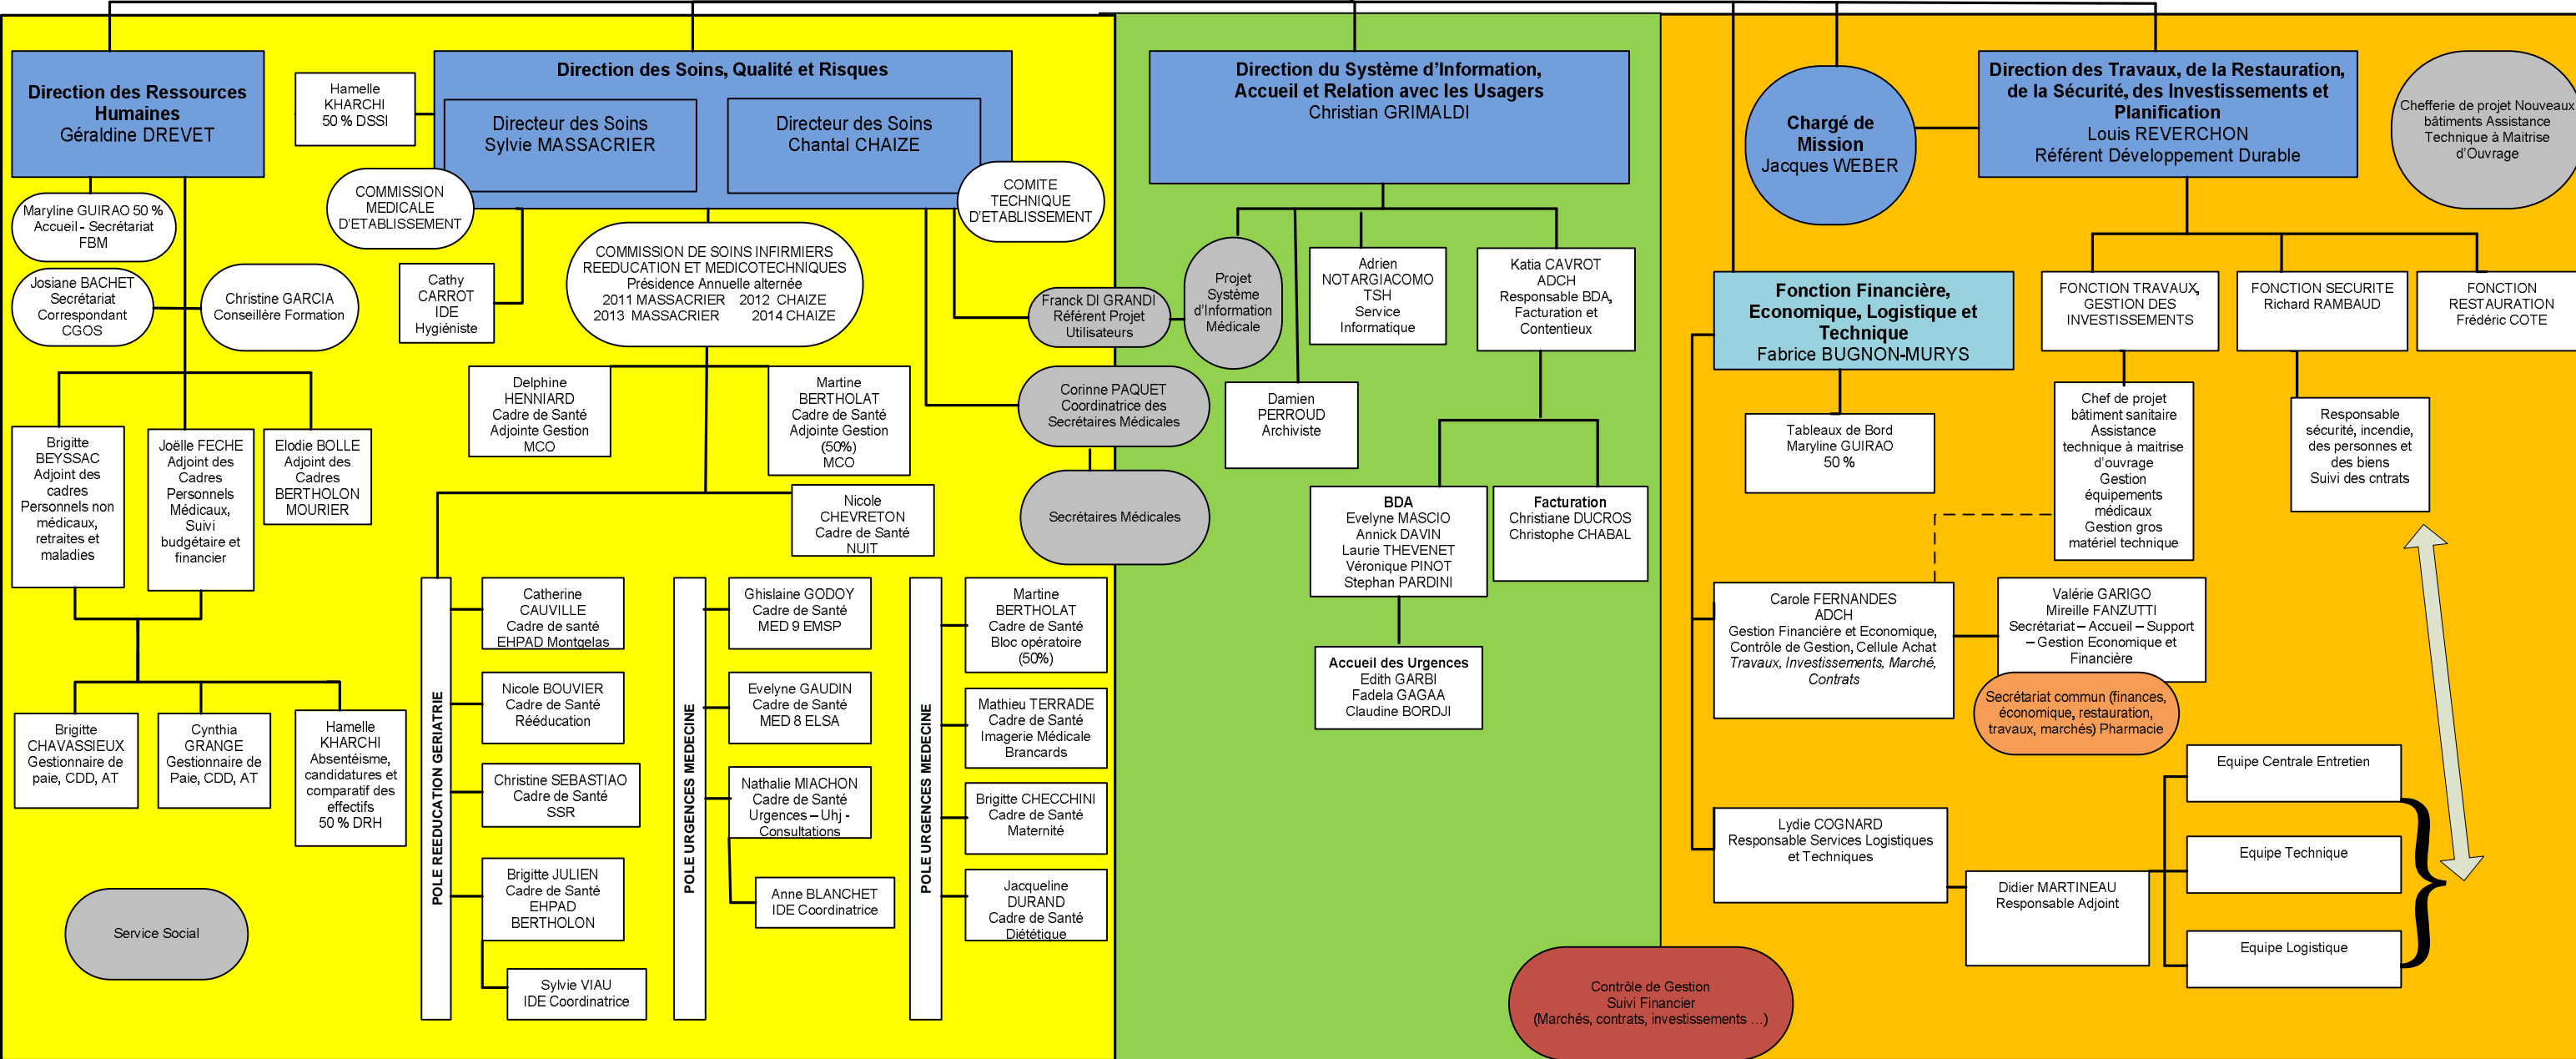 Direction des Ressources
Humaines
Géraldine DREVET
Maryline GUIRAO 50 %
Accueil - Secrétariat
FBM
Josiane BACHET
Secrétariat
Correspondant
CGOS
Christine GARCIA
Conseillère Formation
Brigitte
BEYSSAC
Adjoint des
cadres
Personnels non
médicaux,
retraites et
maladies
Joëlle FECHE
Adjoint des
Cadres
Personnels
Médicaux,
Suivi
budgétaire et
financier
Elodie BOLLE
Adjoint des
Cadres
BERTHOLON
MOURIER
Brigitte
CHAVASSIEUX
Gestionnaire de
paie, CDD, AT
Cynthia
GRANGE
Gestionnaire de
Paie, CDD, AT
Hamelle
KHARCHI
Absentéisme,
candidatures et
comparatif des
effectifs
50 % DRH
Service Social
Hamelle
KHARCHI
50 % DSSI
Direction des Soins, Qualité et Risques
Directeur des Soins
Sylvie MASSACRIER
Directeur des Soins
Chantal CHAIZE
COMMISSION
MEDICALE
D'ETABLISSEMENT
COMITE
TECHNIQUE
D'ETABLISSEMENT
Cathy
CARROT
IDE
Hygiéniste
COMMISSION DE SOINS INFIRMIERS
REEDUCATION ET MEDICOTECHNIQUES
Présidence Annuelle alternée
2011 MASSACRIER 2012 CHAIZE
2013 MASSACRIER 2014 CHAIZE
Franck DI GRANDI
Référent Projet
Utilisateurs
Delphine
HENNIARD
Cadre de Santé
Adjointe Gestion
MCO
Martine
BERTHOLAT
Cadre de Santé
Adjointe Gestion
(50%)
MCO
Corinne PAQUET
Coordinatrice des
Secrétaires Médicales
Secrétaires Médicales
Nicole
CHEVRETON
Cadre de Santé
NUIT
POLE REEDUCATION GERIATRIE
Catherine
CAUVILLE
Cadre de santé
EHPAD Montgelas
Nicole BOUVIER
Cadre de Santé
Rééducation
Christine SEBASTIAO
Cadre de Santé
SSR
Brigitte JULIEN
Cadre de Santé
EHPAD
BERTHOLON
Sylvie VIAU
IDE Coordinatrice
POLE URGENCES MEDECINE
Ghislaine GODOY
Cadre de Santé
MED 9 EMSP
Evelyne GAUDIN
Cadre de Santé
MED 8 ELSA
Nathalie MIACHON
Cadre de Santé
Urgences – Uhj -
Consultations
Anne BLANCHET
IDE Coordinatrice
POLE URGENCES MEDECINE
Martine
BERTHOLAT
Cadre de Santé
Bloc opératoire
(50%)
Mathieu TERRADE
Cadre de Santé
Imagerie Médicale
Brancards
Brigitte CHECCHINI
Cadre de Santé
Maternité
Jacqueline
DURAND
Cadre de Santé
Diététique
Direction du Système d'Information,
Accueil et Relation avec les Usagers
Christian GRIMALDI
Projet
Système
d'Information
Médicale
Adrien
NOTARGIACOMO
TSH
Service
Informatique
Katia CAVROT
ADCH
Responsable BDA,
Facturation et
Contentieux
Damien
PERROUD
Archiviste
BDA
Evelyne MASCIO
Annick DAVIN
Laurie THEVENET
Véronique PINOT
Stephan PARDINI
Facturation
Christiane DUCROS
Christophe CHABAL
Accueil des Urgences
Edith GARBI
Fadela GAGAA
Claudine BORDJI
Contrôle de Gestion
Suivi Financier
(Marchés, contrats, investissements …)
Chargé de
Mission
Jacques WEBER
Direction des Travaux, de la Restauration,
de la Sécurité, des Investissements et
Planification
Louis REVERCHON
Référent Développement Durable
Chefferie de projet Nouveaux
bâtiments Assistance
Technique à Maitrise
d'Ouvrage
Fonction Financière,
Economique, Logistique et
Technique
Fabrice BUGNON-MURYS
FONCTION TRAVAUX,
GESTION DES
INVESTISSEMENTS
FONCTION SECURITE
Richard RAMBAUD
FONCTION
RESTAURATION
Frédéric COTE
Tableaux de Bord
Maryline GUIRAO
50 %
Chef de projet
bâtiment sanitaire
Assistance
technique à maitrise
d'ouvrage
Gestion
équipements
médicaux
Gestion gros
matériel technique
Responsable
sécurité, incendie,
des personnes et
des biens
Suivi des cntrats
Carole FERNANDES
ADCH
Gestion Financière et Economique,
Contrôle de Gestion, Cellule Achat
Travaux, Investissements, Marché,
Contrats
Valérie GARIGO
Mireille FANZUTTI
Secrétariat – Accueil – Support
– Gestion Economique et
Financière
Secrétariat commun (finances,
économique, restauration,
travaux, marchés) Pharmacie
Lydie COGNARD
Responsable Services Logistiques
et Techniques
Didier MARTINEAU
Responsable Adjoint
Equipe Centrale Entretien
Equipe Technique
Equipe Logistique